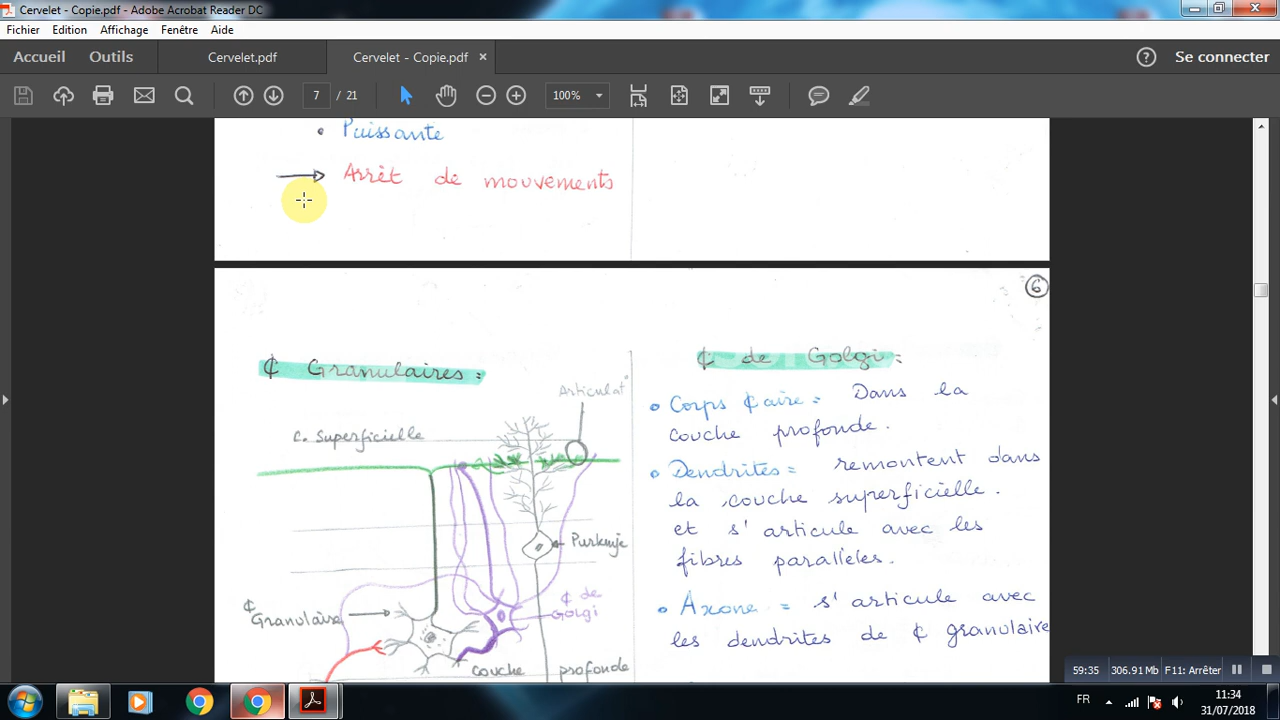 Cervelet - Copie.pdf - Adobe Acrobat Reader DC
Fichier Edition Affichage Fenêtre Aide
Accueil Outils Cervelet.pdf Cervelet - Copie.pdf × ? Se connecter
7 / 21 100%
• Puissante
→ Arrêt de mouvements
6
₵ Granulaires :
Articulat°
C. Superficielle
Purkenje
₵ Granulaire
₵ de Golgi
couche profonde
₵ de Golgi :
• Corps ₵aire = Dans la
couche profonde.
• Dendrites = remontent dans
la couche superficielle.
et s'articule avec les
fibres parallèles.
• Axone = s'articule avec
les dendrites de ₵ granulaire
59:35 306.91 Mb F11: Arrêter
FR 11:34
31/07/2018